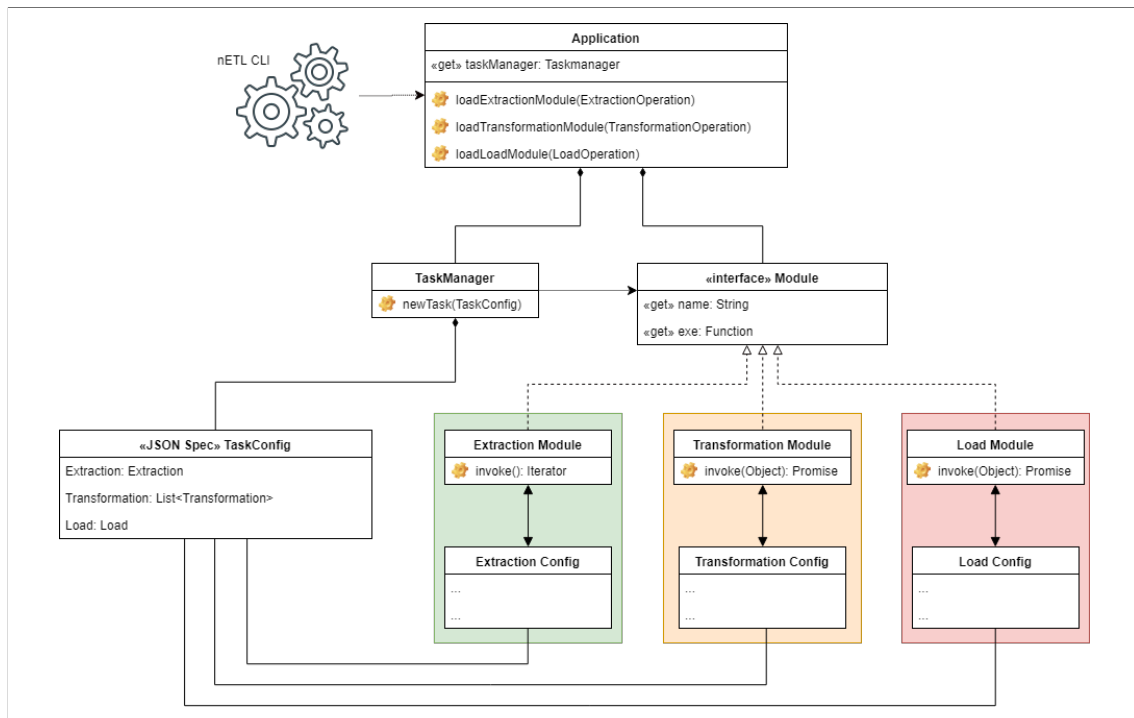 nETL CLI
Application
«get» taskManager: Taskmanager
loadExtractionModule(ExtractionOperation)
loadTransformationModule(TransformationOperation)
loadLoadModule(LoadOperation)
TaskManager
newTask(TaskConfig)
«interface» Module
«get» name: String
«get» exe: Function
«JSON Spec» TaskConfig
Extraction: Extraction
Transformation: List<Transformation>
Load: Load
Extraction Module
invoke(): Iterator
Extraction Config
...
...
Transformation Module
invoke(Object): Promise
Transformation Config
...
...
Load Module
invoke(Object): Promise
Load Config
...
...